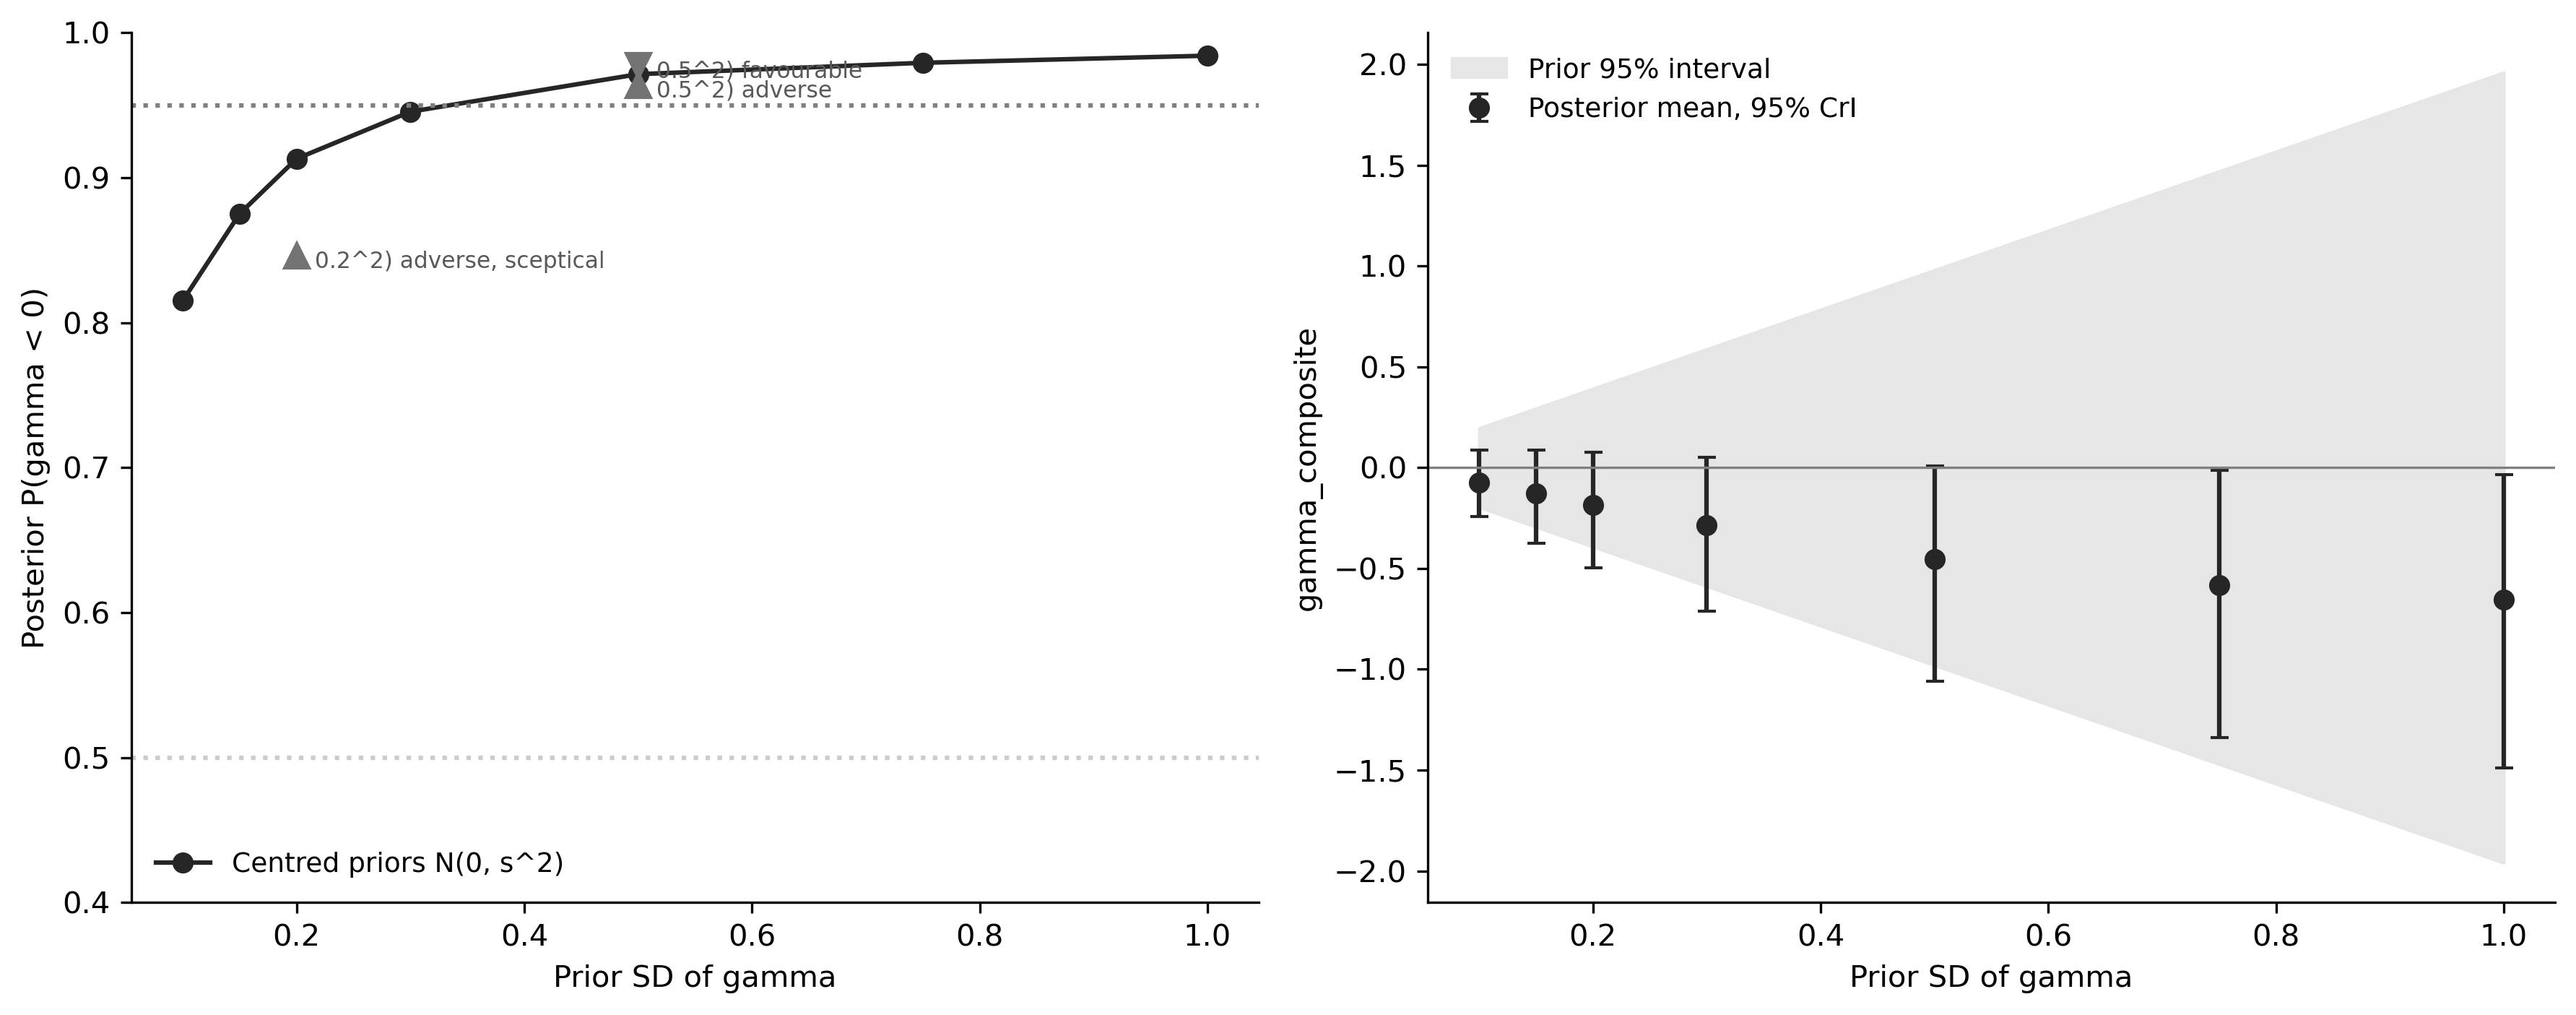 1.0
0.9
0.8
0.7
0.6
0.5
0.4
Posterior P(gamma < 0)
0.5^2) favourable
0.5^2) adverse
0.2^2) adverse, sceptical
Centred priors N(0, s^2)
0.2 0.4 0.6 0.8 1.0
Prior SD of gamma
2.0
1.5
1.0
0.5
0.0
−0.5
−1.0
−1.5
−2.0
gamma_composite
Prior 95% interval
Posterior mean, 95% CrI
0.2 0.4 0.6 0.8 1.0
Prior SD of gamma